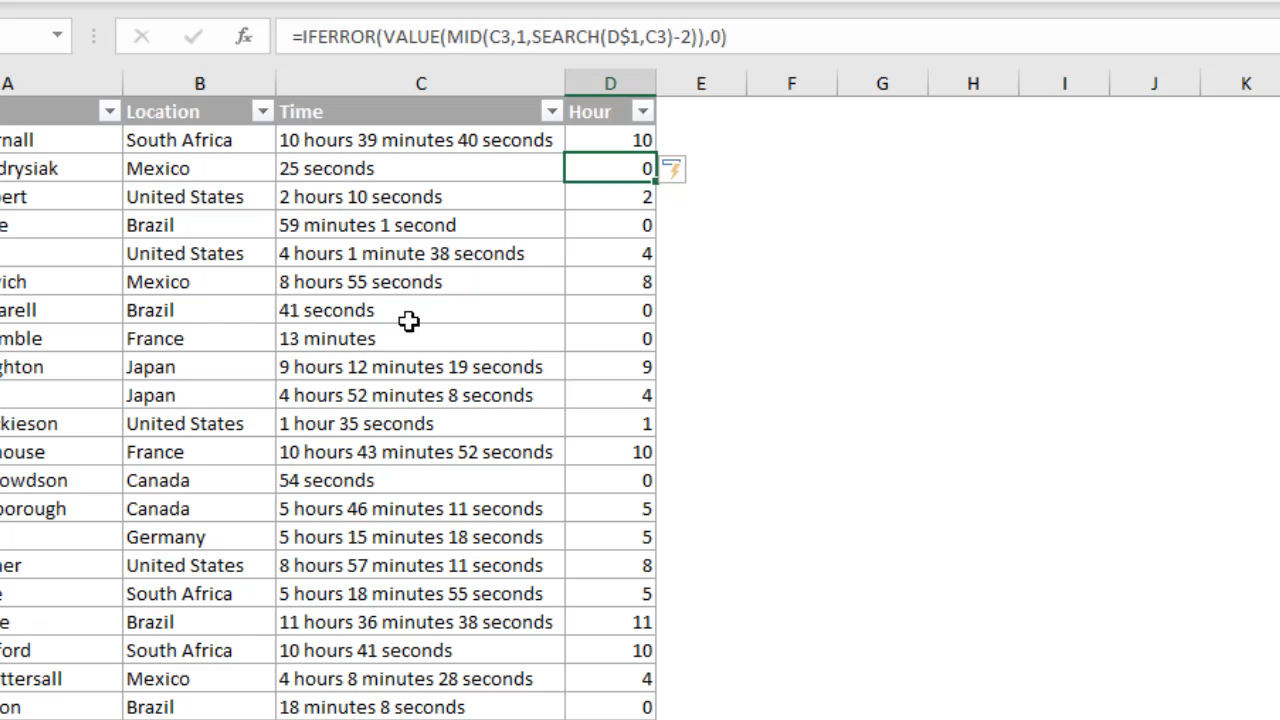 =IFERROR(VALUE(MID(C3,1,SEARCH(D$1,C3)-2)),0)
A B C D E F G H I J K
Location Time Hour
rnall South Africa 10 hours 39 minutes 40 seconds 10
drysiak Mexico 25 seconds 0
pert United States 2 hours 10 seconds 2
e Brazil 59 minutes 1 second 0
United States 4 hours 1 minute 38 seconds 4
vich Mexico 8 hours 55 seconds 8
arell Brazil 41 seconds 0
mble France 13 minutes 0
ghton Japan 9 hours 12 minutes 19 seconds 9
Japan 4 hours 52 minutes 8 seconds 4
kieson United States 1 hour 35 seconds 1
house France 10 hours 43 minutes 52 seconds 10
owdson Canada 54 seconds 0
borough Canada 5 hours 46 minutes 11 seconds 5
Germany 5 hours 15 minutes 18 seconds 5
ner United States 8 hours 57 minutes 11 seconds 8
e South Africa 5 hours 18 minutes 55 seconds 5
e Brazil 11 hours 36 minutes 38 seconds 11
ford South Africa 10 hours 41 seconds 10
ttersall Mexico 4 hours 8 minutes 28 seconds 4
on Brazil 18 minutes 8 seconds 0